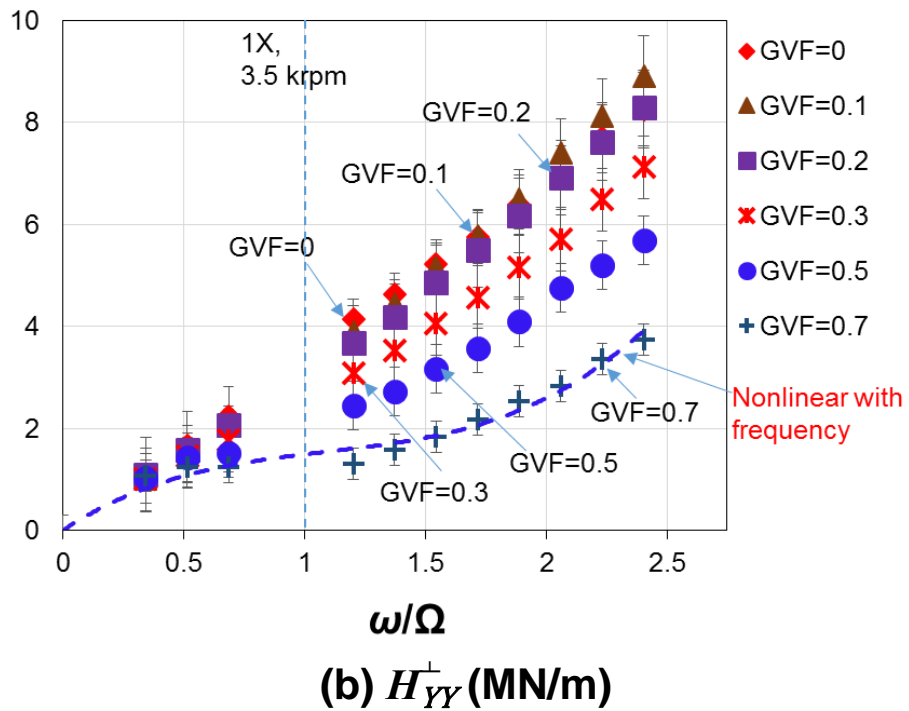 10
8
6
4
2
0
0
0.5
1
1.5
2
2.5
1X,
3.5 krpm
GVF=0
GVF=0.1
GVF=0.2
GVF=0.3
GVF=0.5
GVF=0.7
Nonlinear with
frequency
GVF=0
GVF=0.1
GVF=0.2
GVF=0.3
GVF=0.5
GVF=0.7
ω/Ω
(b) H⊥YY (MN/m)